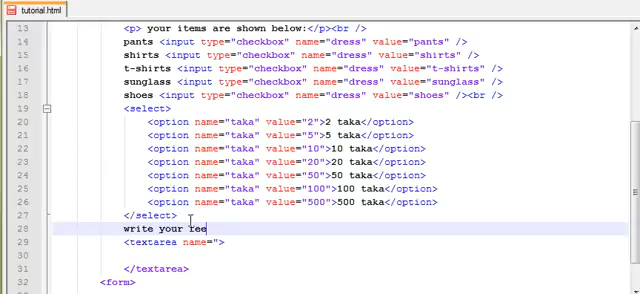 tutorial.html
13 <p> your items are shown below:</p><br />
14 pants <input type="checkbox" name="dress" value="pants" />
15 shirts <input type="checkbox" name="dress" value="shirts" />
16 t-shirts <input type="checkbox" name="dress" value="t-shirts" />
17 sunglass <input type="checkbox" name="dress" value="sunglass" />
18 shoes <input type="checkbox" name="dress" value="shoes" /><br />
19 <select>
20 <option name="taka" value="2">2 taka</option>
21 <option name="taka" value="5">5 taka</option>
22 <option name="taka" value="10">10 taka</option>
23 <option name="taka" value="20">20 taka</option>
24 <option name="taka" value="50">50 taka</option>
25 <option name="taka" value="100">100 taka</option>
26 <option name="taka" value="500">500 taka</option>
27 </select>
28 write your fee
29 <textarea name=">
30
31 </textarea>
32 <form>